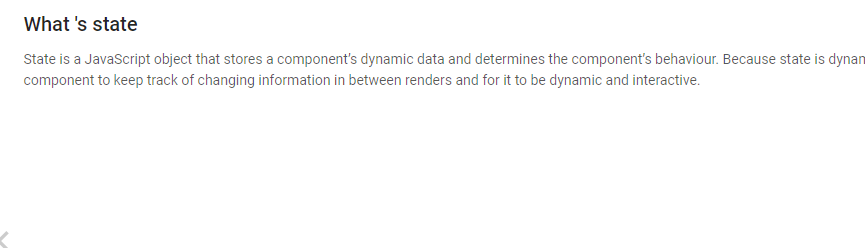 What 's state
State is a JavaScript object that stores a component's dynamic data and determines the component's behaviour. Because state is
component to keep track of changing information in between renders and for it to be dynamic and interactive.